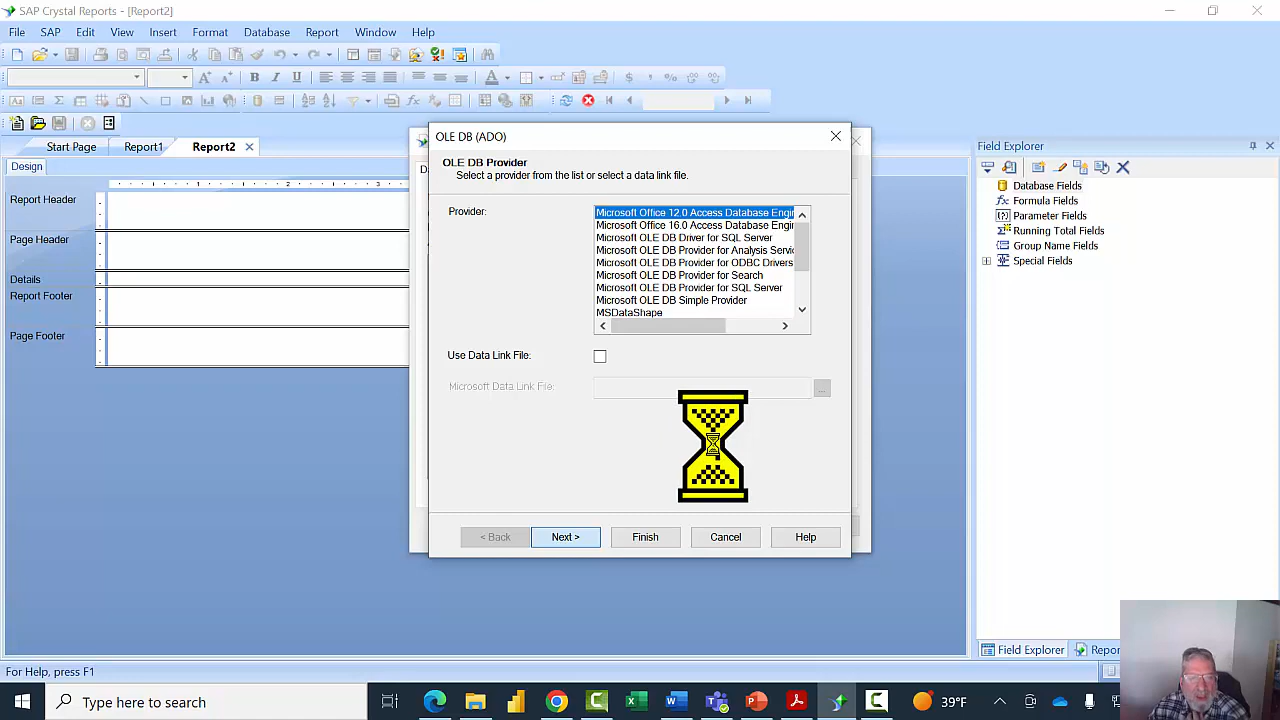 SAP Crystal Reports - [Report2]
File SAP Edit View Insert Format Database Report Window Help
Start Page Report1 Report2
Design
1 2 3
Report Header
Page Header
Details
Report Footer
Page Footer
OLE DB (ADO)
OLE DB Provider
Select a provider from the list or select a data link file.
Provider:
Microsoft Office 12.0 Access Database Engin
Microsoft Office 16.0 Access Database Engin
Microsoft OLE DB Driver for SQL Server
Microsoft OLE DB Provider for Analysis Servic
Microsoft OLE DB Provider for ODBC Drivers
Microsoft OLE DB Provider for Search
Microsoft OLE DB Provider for SQL Server
Microsoft OLE DB Simple Provider
MSDataShape
Use Data Link File:
Microsoft Data Link File:
...
< Back Next > Finish Cancel Help
Field Explorer
Database Fields
Formula Fields
Parameter Fields
Running Total Fields
Group Name Fields
Special Fields
Field Explorer Repor
For Help, press F1
Type here to search
39°F